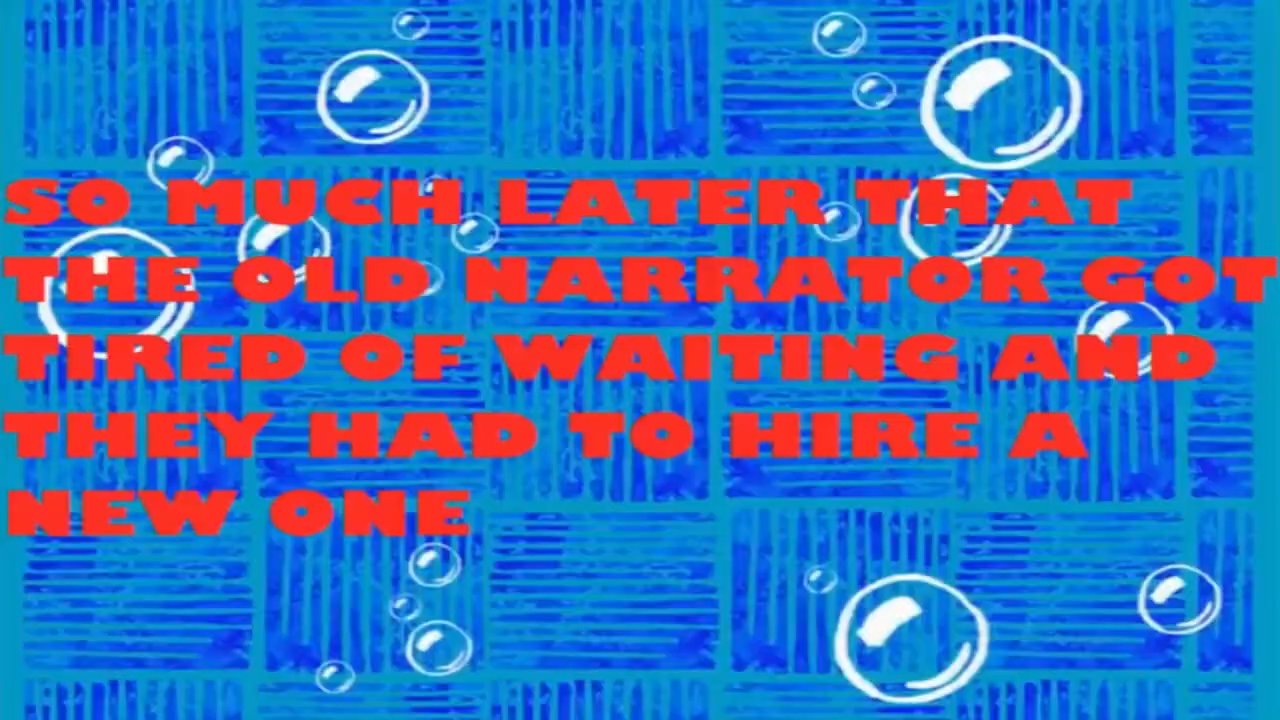 SO MUCH LATER THAT
THE OLD NARRATOR GOT
TIRED OF WAITING AND
THEY HAD TO HIRE A
NEW ONE